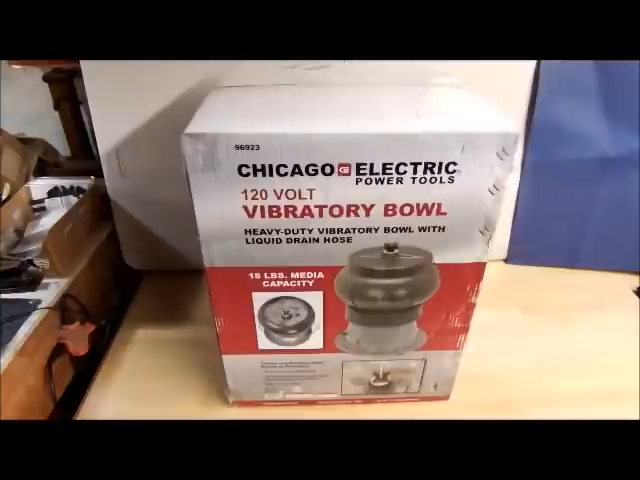 96923
CHICAGO CE ELECTRIC
POWER TOOLS
120 VOLT
VIBRATORY BOWL
HEAVY-DUTY VIBRATORY BOWL WITH
LIQUID DRAIN HOSE
18 LBS. MEDIA
CAPACITY